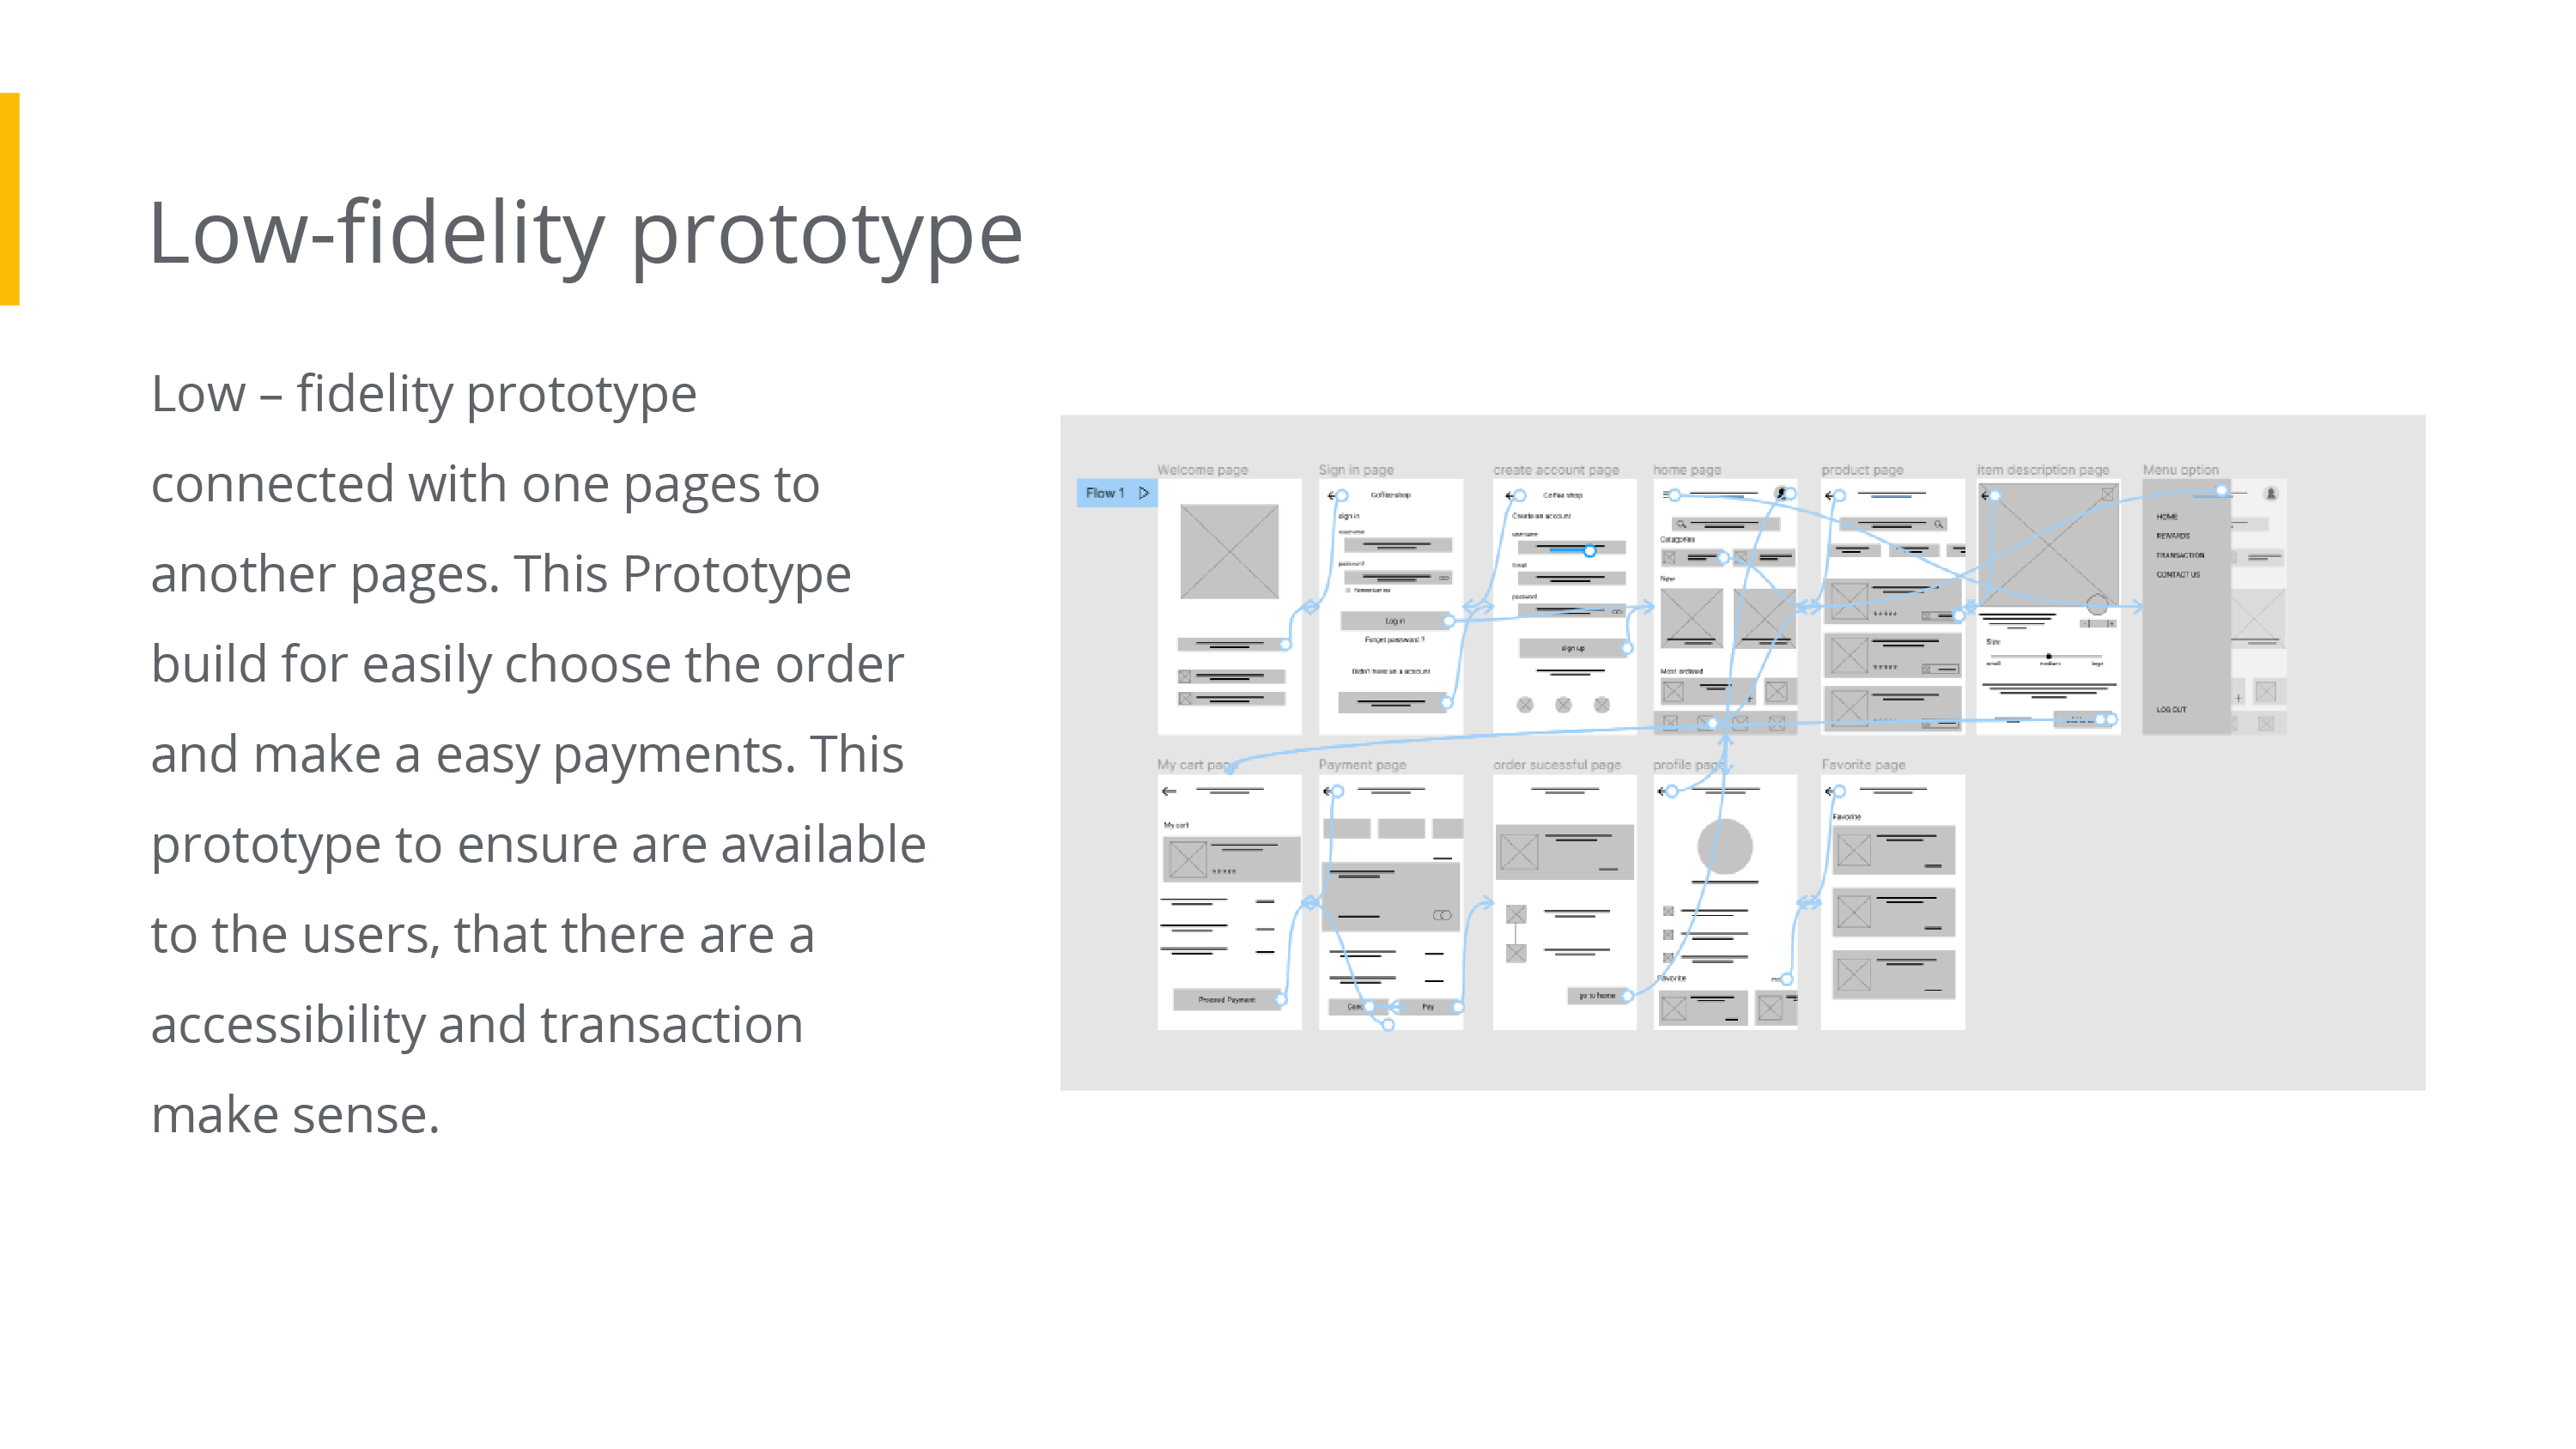 Low-fidelity prototype
Low – fidelity prototype
connected with one pages to
another pages. This Prototype
build for easily choose the order
and make a easy payments. This
prototype to ensure are available
to the users, that there are a
accessibility and transaction
make sense.
Flow 1
Welcome page
Sign in page
Coffee shop
sign in
username
password
Remember me
Log in
Forget password ?
Didn't have an a account
create account page
Coffee shop
Create an account
username
Email
password
sign up
home page
Categories
New
Most ordered
product page
item description page
Size
small medium large
Menu option
HOME
REWARDS
TRANSACTION
CONTACT US
LOG OUT
My cart page
My cart
Proceed Payment
Payment page
Pay
order sucessful page
go to home
profile page
Favorite
Favorite page
Favorite